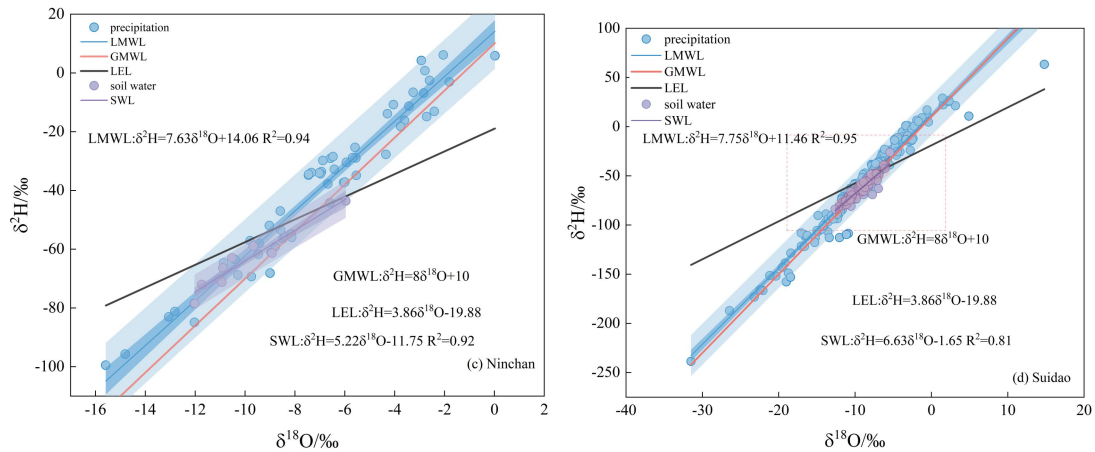 20
0
-20
-40
-60
-80
-100
δ²H/‰
precipitation
LMWL
GMWL
LEL
soil water
SWL
LMWL:δ²H=7.63δ¹⁸O+14.06 R²=0.94
GMWL:δ²H=8δ¹⁸O+10
LEL:δ²H=3.86δ¹⁸O-19.88
SWL:δ²H=5.22δ¹⁸O-11.75 R²=0.92
(c) Ninchan
-16 -14 -12 -10 -8 -6 -4 -2 0 2
δ¹⁸O/‰
100
50
0
-50
-100
-150
-200
-250
δ²H/‰
precipitation
LMWL
GMWL
LEL
soil water
SWL
LMWL:δ²H=7.75δ¹⁸O+11.46 R²=0.95
GMWL:δ²H=8δ¹⁸O+10
LEL:δ²H=3.86δ¹⁸O-19.88
SWL:δ²H=6.63δ¹⁸O-1.65 R²=0.81
(d) Suidao
-40 -30 -20 -10 0 10 20
δ¹⁸O/‰